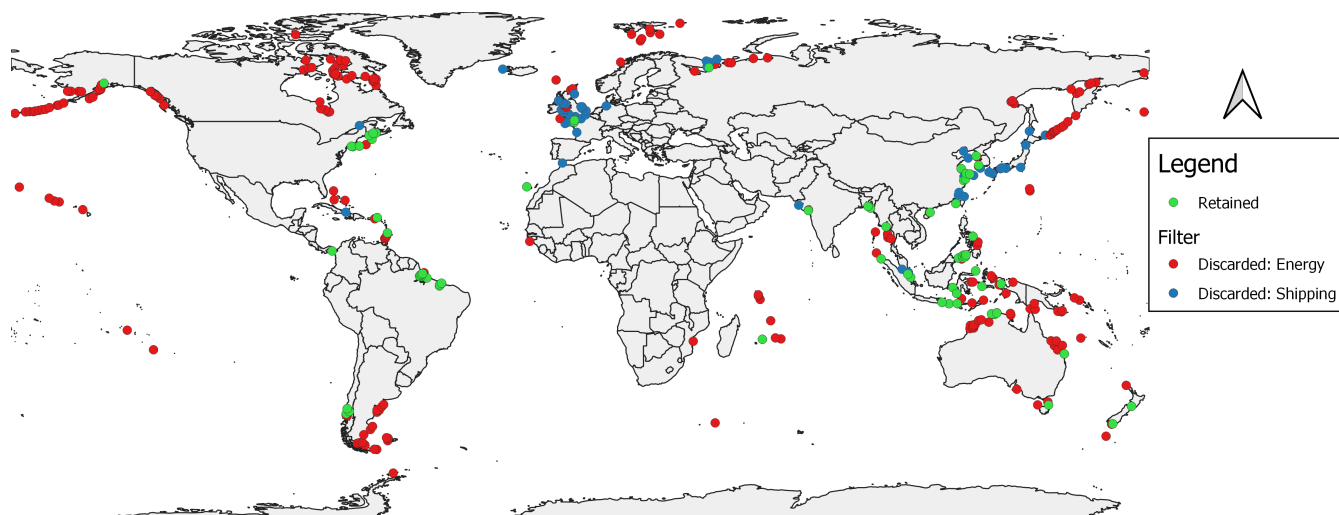 Legend
Retained
Filter
Discarded: Energy
Discarded: Shipping